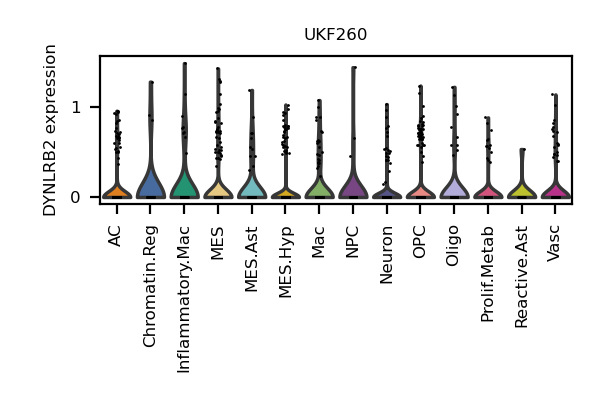 UKF260
DYNLRB2 expression
1
0
AC
Chromatin.Reg
Inflammatory.Mac
MES
MES.Ast
MES.Hyp
Mac
NPC
Neuron
OPC
Oligo
Prolif.Metab
Reactive.Ast
Vasc